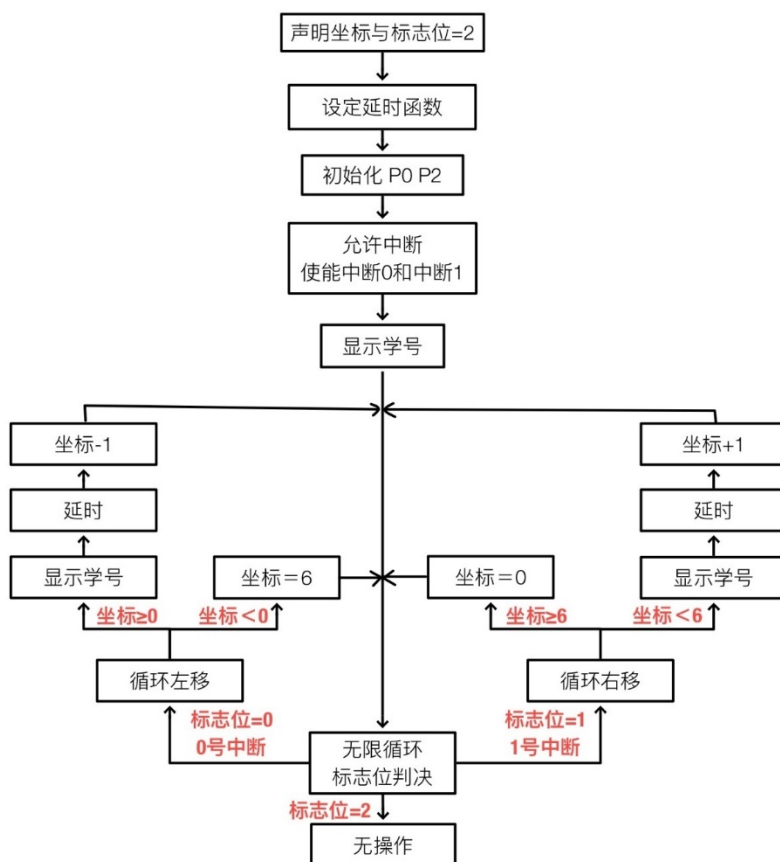 声明坐标与标志位=2
设定延时函数
初始化 P0 P2
允许中断
使能中断0和中断1
显示学号
坐标-1
坐标+1
延时
延时
显示学号
坐标＝6
坐标＝0
显示学号
坐标≥0
坐标＜0
坐标≥6
坐标＜6
循环左移
循环右移
标志位=0
0号中断
无限循环
标志位判决
标志位=1
1号中断
标志位=2
无操作